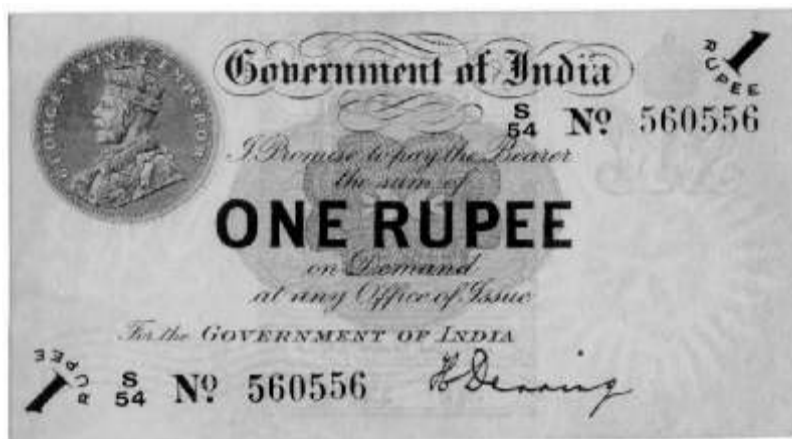 GEORGE V KING EMPEROR
Government of India
1 RUPEE
S/54 Nº 560556
I Promise to pay the Bearer
the sum of
ONE RUPEE
on Demand
at any Office of Issue
For the GOVERNMENT OF INDIA
1 RUPEE
S/54 Nº 560556
H Denning